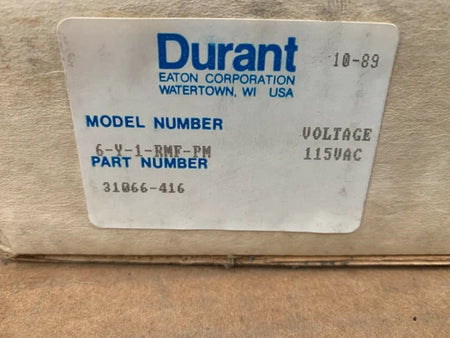 Durant
10-89
EATON CORPORATION
WATERTOWN, WI USA
MODEL NUMBER
VOLTAGE
6-Y-1-RMF-PM
115VAC
PART NUMBER
31066-416